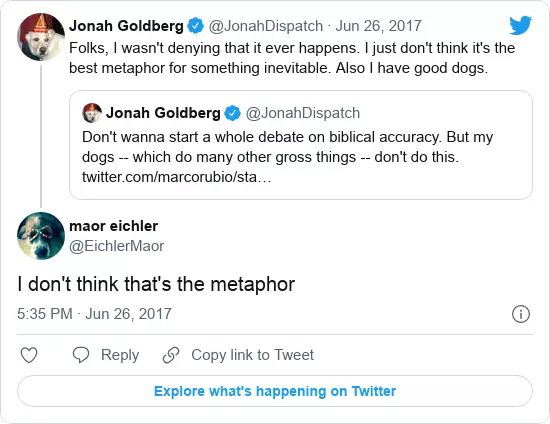 Jonah Goldberg @JonahDispatch · Jun 26, 2017
Folks, I wasn't denying that it ever happens. I just don't think it's the
best metaphor for something inevitable. Also I have good dogs.
Jonah Goldberg @JonahDispatch
Don't wanna start a whole debate on biblical accuracy. But my
dogs -- which do many other gross things -- don't do this.
twitter.com/marcorubio/sta…
maor eichler
@EichlerMaor
I don't think that's the metaphor
5:35 PM · Jun 26, 2017
Reply Copy link to Tweet
Explore what's happening on Twitter